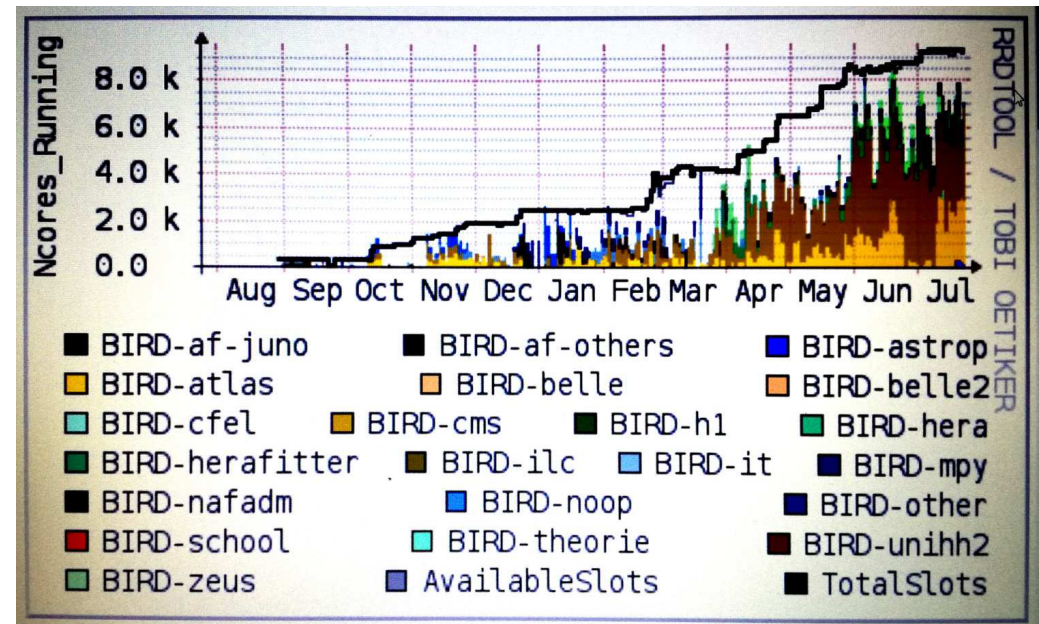 Ncores_Running
8.0 k
6.0 k
4.0 k
2.0 k
0.0
Aug Sep Oct Nov Dec Jan Feb Mar Apr May Jun Jul
RRDTOOL / TOBI OETIKER
BIRD-af-juno BIRD-af-others BIRD-astrop
BIRD-atlas BIRD-belle BIRD-belle2
BIRD-cfel BIRD-cms BIRD-h1 BIRD-hera
BIRD-herafitter BIRD-ilc BIRD-it BIRD-mpy
BIRD-nafadm BIRD-noop BIRD-other
BIRD-school BIRD-theorie BIRD-unihh2
BIRD-zeus AvailableSlots TotalSlots